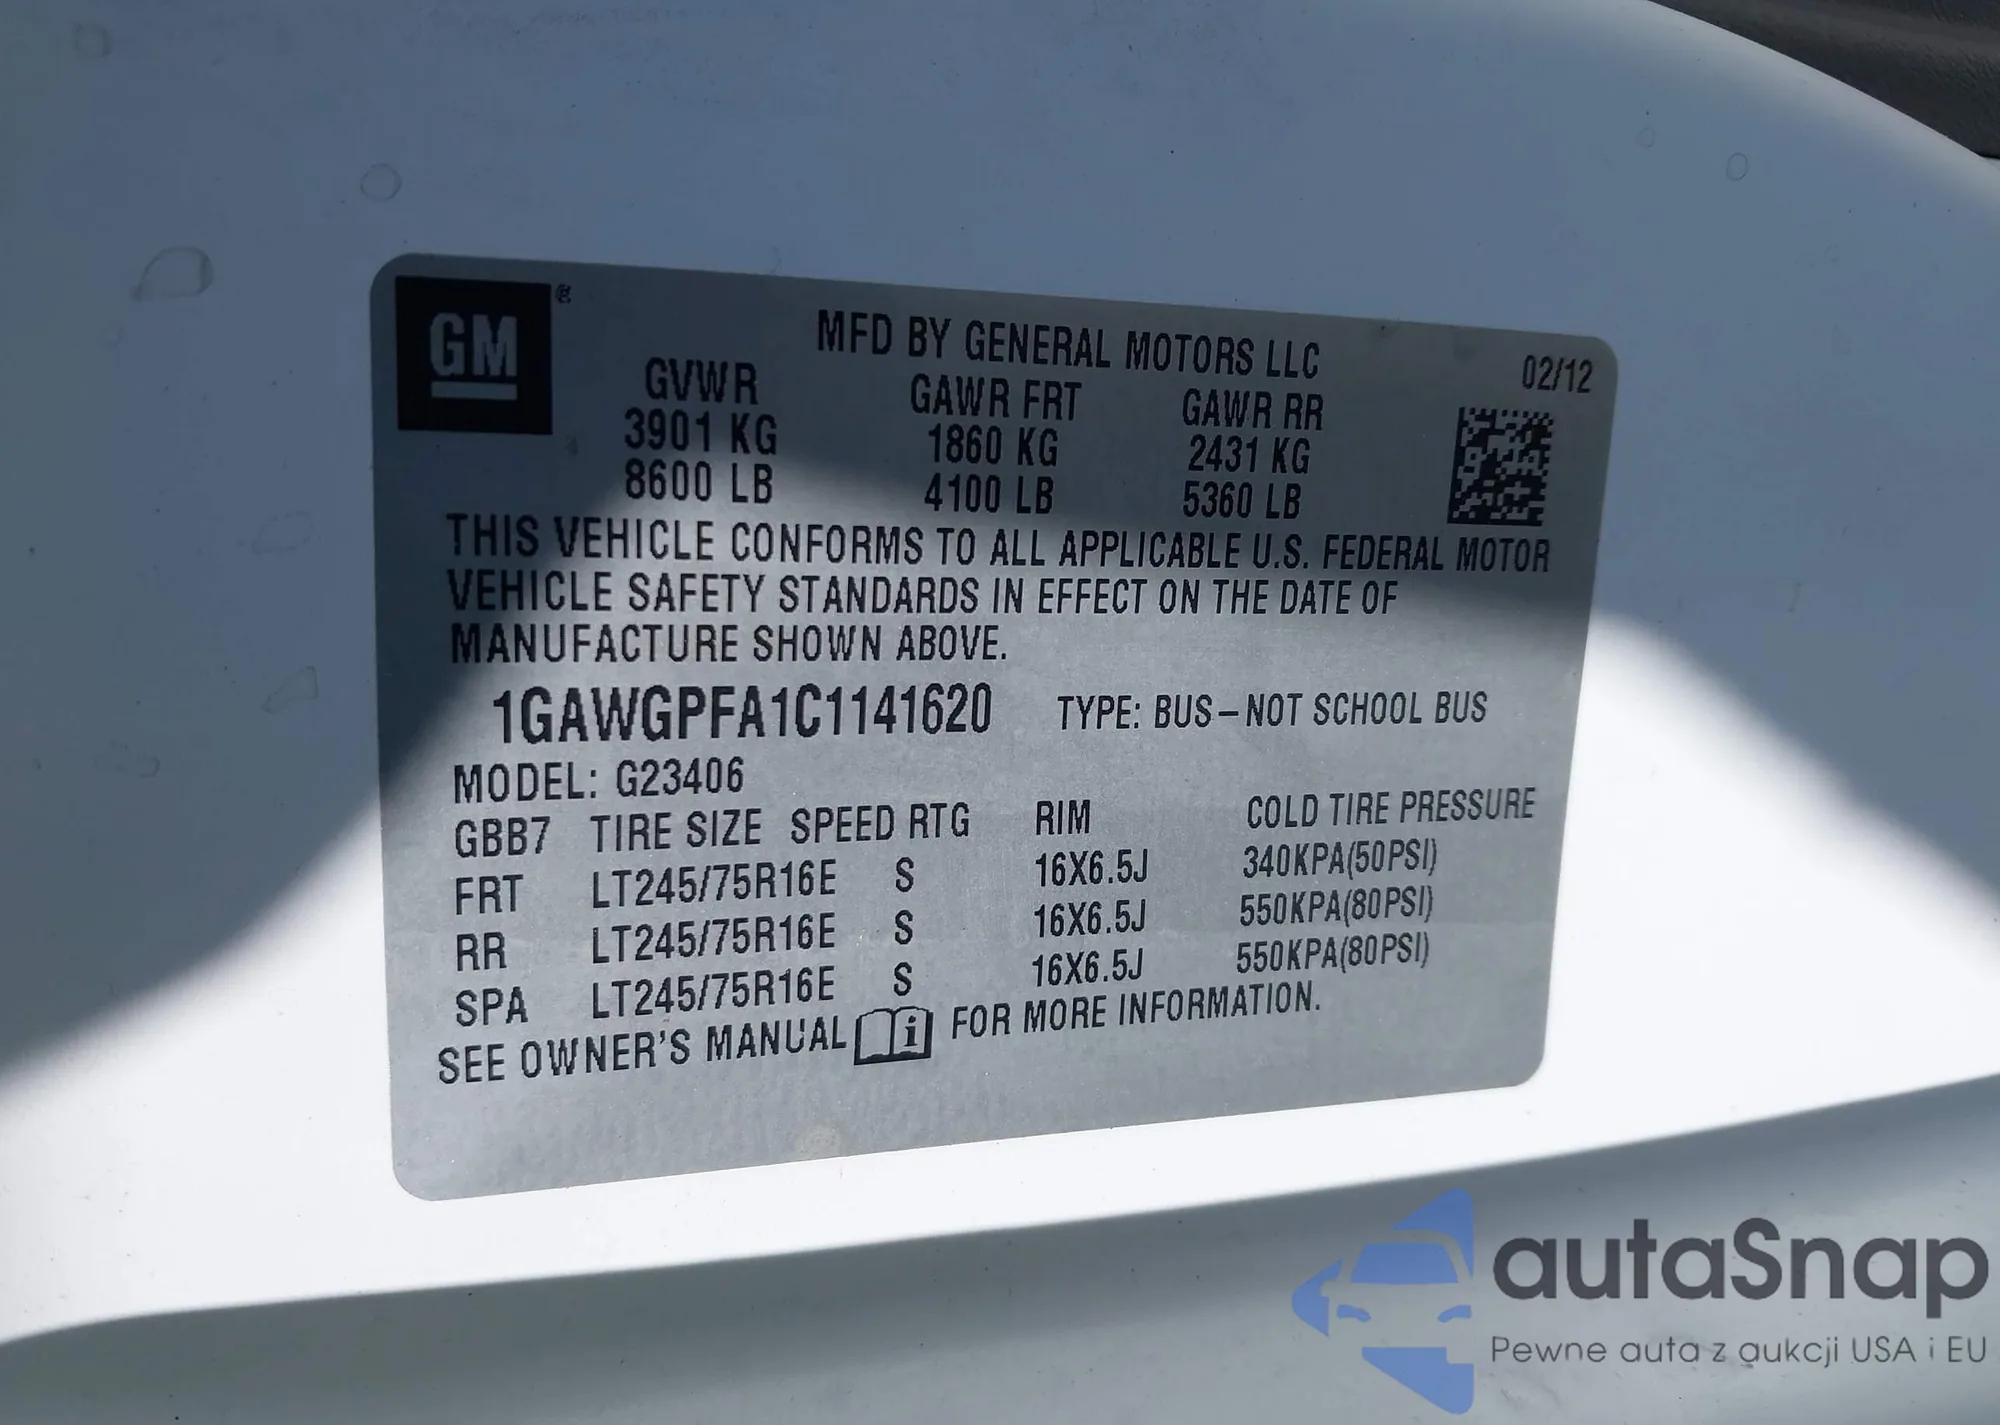 GM ®
MFD BY GENERAL MOTORS LLC 02/12
GVWR GAWR FRT GAWR RR
3901 KG 1860 KG 2431 KG
8600 LB 4100 LB 5360 LB
THIS VEHICLE CONFORMS TO ALL APPLICABLE U.S. FEDERAL MOTOR
VEHICLE SAFETY STANDARDS IN EFFECT ON THE DATE OF
MANUFACTURE SHOWN ABOVE.
1GAWGPFA1C1141620 TYPE: BUS-NOT SCHOOL BUS
MODEL: G23406
GBB7 TIRE SIZE SPEED RTG RIM COLD TIRE PRESSURE
FRT LT245/75R16E S 16X6.5J 340KPA(50PSI)
RR LT245/75R16E S 16X6.5J 550KPA(80PSI)
SPA LT245/75R16E S 16X6.5J 550KPA(80PSI)
SEE OWNER'S MANUAL i FOR MORE INFORMATION.
autaSnap
Pewne auta z aukcji USA i EU